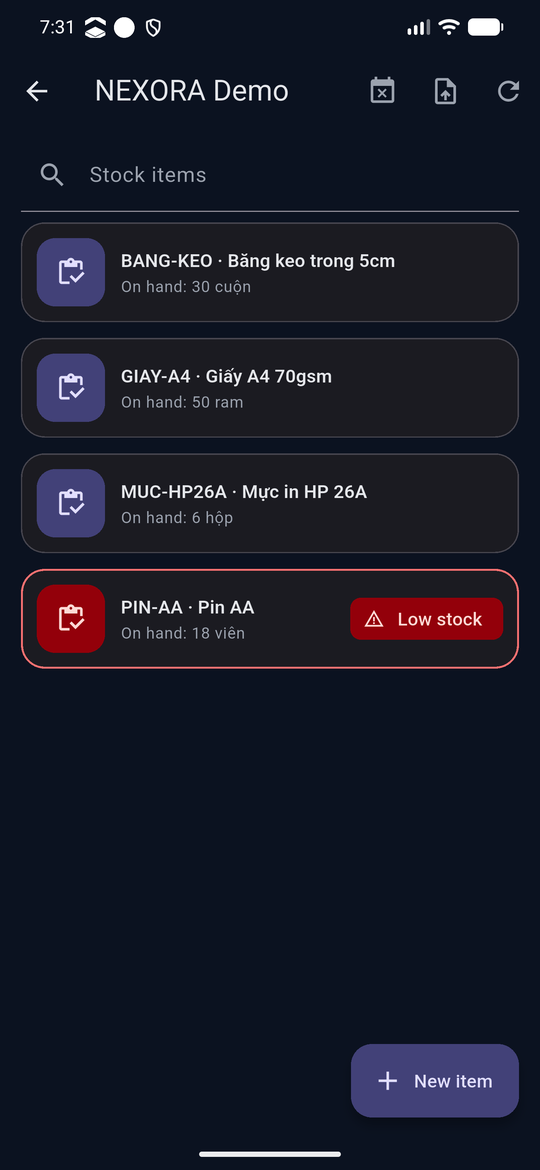 7:31
NEXORA Demo
Stock items
BANG-KEO · Băng keo trong 5cm
On hand: 30 cuộn
GIAY-A4 · Giấy A4 70gsm
On hand: 50 ram
MUC-HP26A · Mực in HP 26A
On hand: 6 hộp
PIN-AA · Pin AA
On hand: 18 viên
Low stock
New item